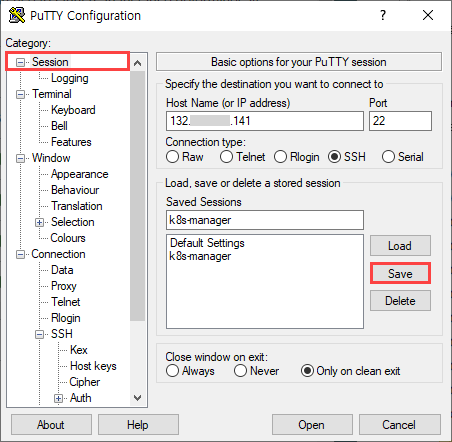 PuTTY Configuration
Category:
Session
Logging
Terminal
Keyboard
Bell
Features
Window
Appearance
Behaviour
Translation
Selection
Colours
Connection
Data
Proxy
Telnet
Rlogin
SSH
Kex
Host keys
Cipher
Auth
Basic options for your PuTTY session
Specify the destination you want to connect to
Host Name (or IP address) Port
132. .141 22
Connection type:
Raw Telnet Rlogin SSH Serial
Load, save or delete a stored session
Saved Sessions
k8s-manager
Default Settings
k8s-manager
Load
Save
Delete
Close window on exit:
Always Never Only on clean exit
About Help Open Cancel